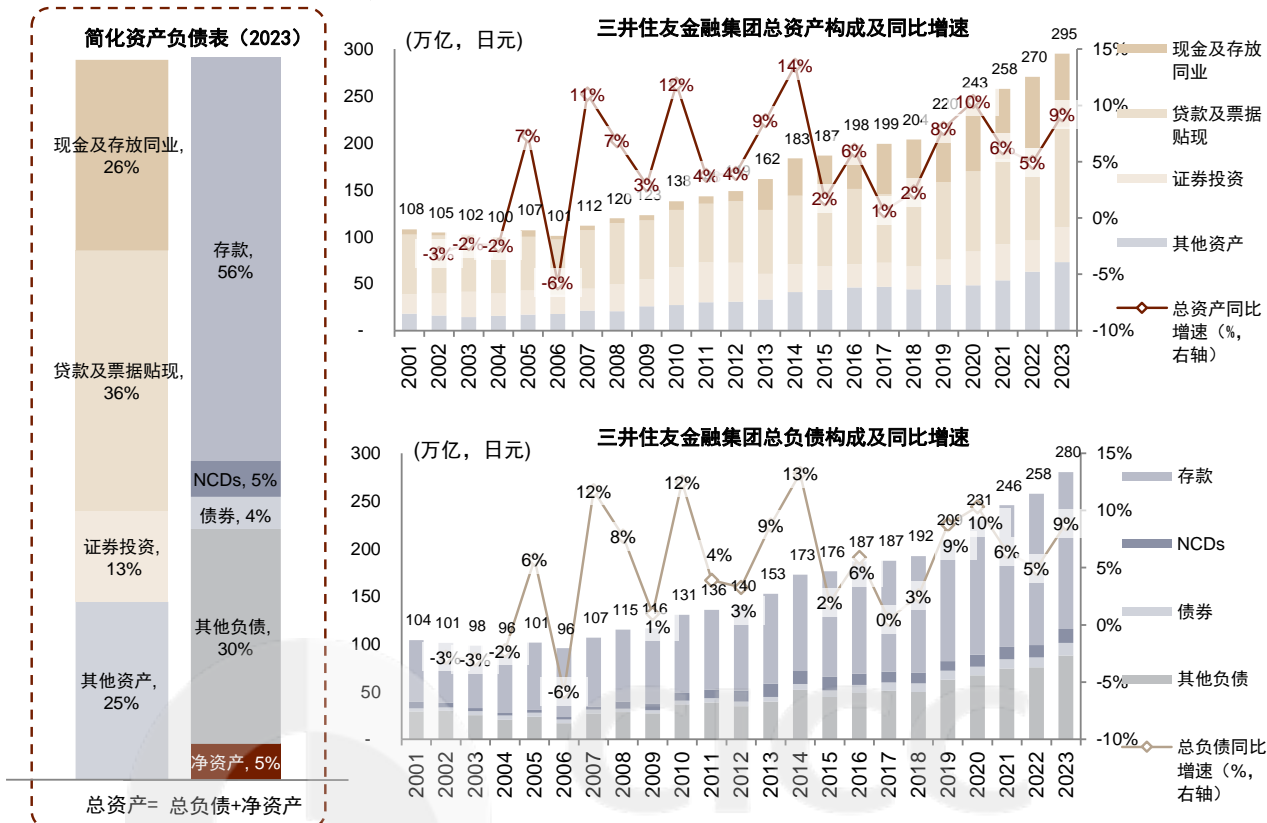 简化资产负债表（2023）
现金及存放同业,
26%
贷款及票据贴现,
36%
证券投资,
13%
其他资产,
25%
存款,
56%
NCDs, 5%
债券, 4%
其他负债,
30%
净资产, 5%
总资产= 总负债+净资产
三井住友金融集团总资产构成及同比增速
(万亿，日元)
300
250
200
150
100
50
-
15%
10%
5%
0%
-5%
-10%
108 105 102 100 107 101 112 120 123 138 162 183 187 198 199 204 220 243 258 270 295
-3% -2% -2% 7% -6% 11% 7% 3% 12% 4% 4% 9% 14% 2% 6% 1% 2% 8% 10% 6% 5% 9%
2001 2002 2003 2004 2005 2006 2007 2008 2009 2010 2011 2012 2013 2014 2015 2016 2017 2018 2019 2020 2021 2022 2023
现金及存放
同业
贷款及票据
贴现
证券投资
其他资产
总资产同比
增速（%，
右轴）
三井住友金融集团总负债构成及同比增速
(万亿，日元)
300
250
200
150
100
50
-
15%
10%
5%
0%
-5%
-10%
104 101 98 96 101 96 107 115 116 131 136 140 153 173 176 187 187 192 209 231 246 258 280
-3% -3% -2% 6% -6% 12% 8% 1% 12% 4% 3% 9% 13% 2% 6% 0% 3% 9% 10% 6% 5% 9%
2001 2002 2003 2004 2005 2006 2007 2008 2009 2010 2011 2012 2013 2014 2015 2016 2017 2018 2019 2020 2021 2022 2023
存款
NCDs
债券
其他负债
总负债同比
增速（%，
右轴）
cicc